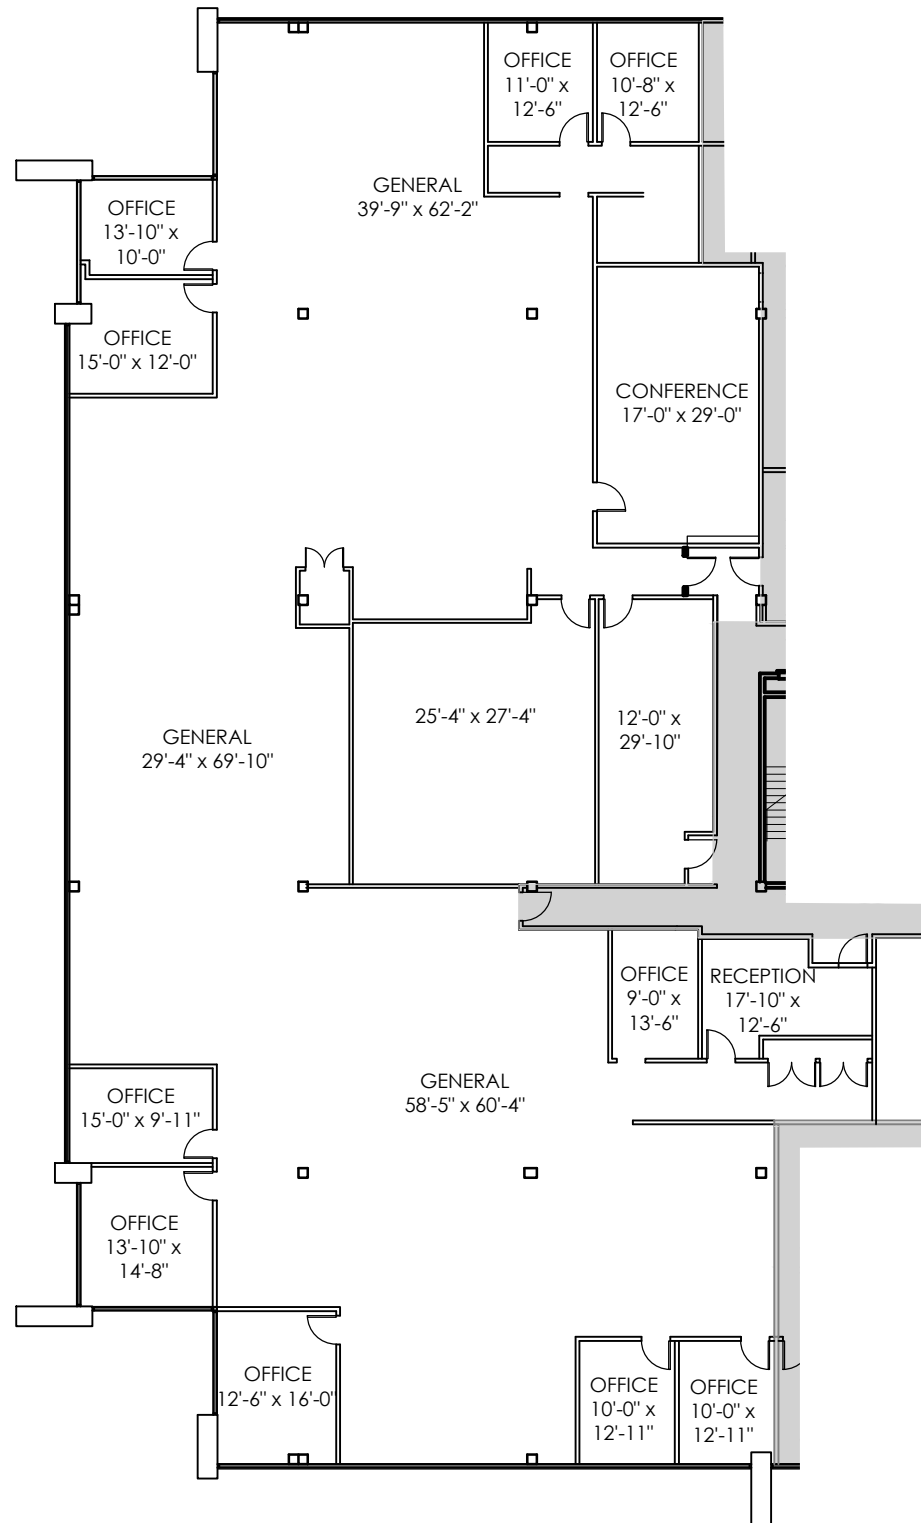 OFFICE
11'-0" x
12'-6"
OFFICE
10'-8" x
12'-6"
GENERAL
39'-9" x 62'-2"
OFFICE
13'-10" x
10'-0"
OFFICE
15'-0" x 12'-0"
CONFERENCE
17'-0" x 29'-0"
25'-4" x 27'-4"
12'-0" x
29'-10"
GENERAL
29'-4" x 69'-10"
OFFICE
9'-0" x
13'-6"
RECEPTION
17'-10" x
12'-6"
GENERAL
58'-5" x 60'-4"
OFFICE
15'-0" x 9'-11"
OFFICE
13'-10" x
14'-8"
OFFICE
12'-6" x 16'-0"
OFFICE
10'-0" x
12'-11"
OFFICE
10'-0" x
12'-11"